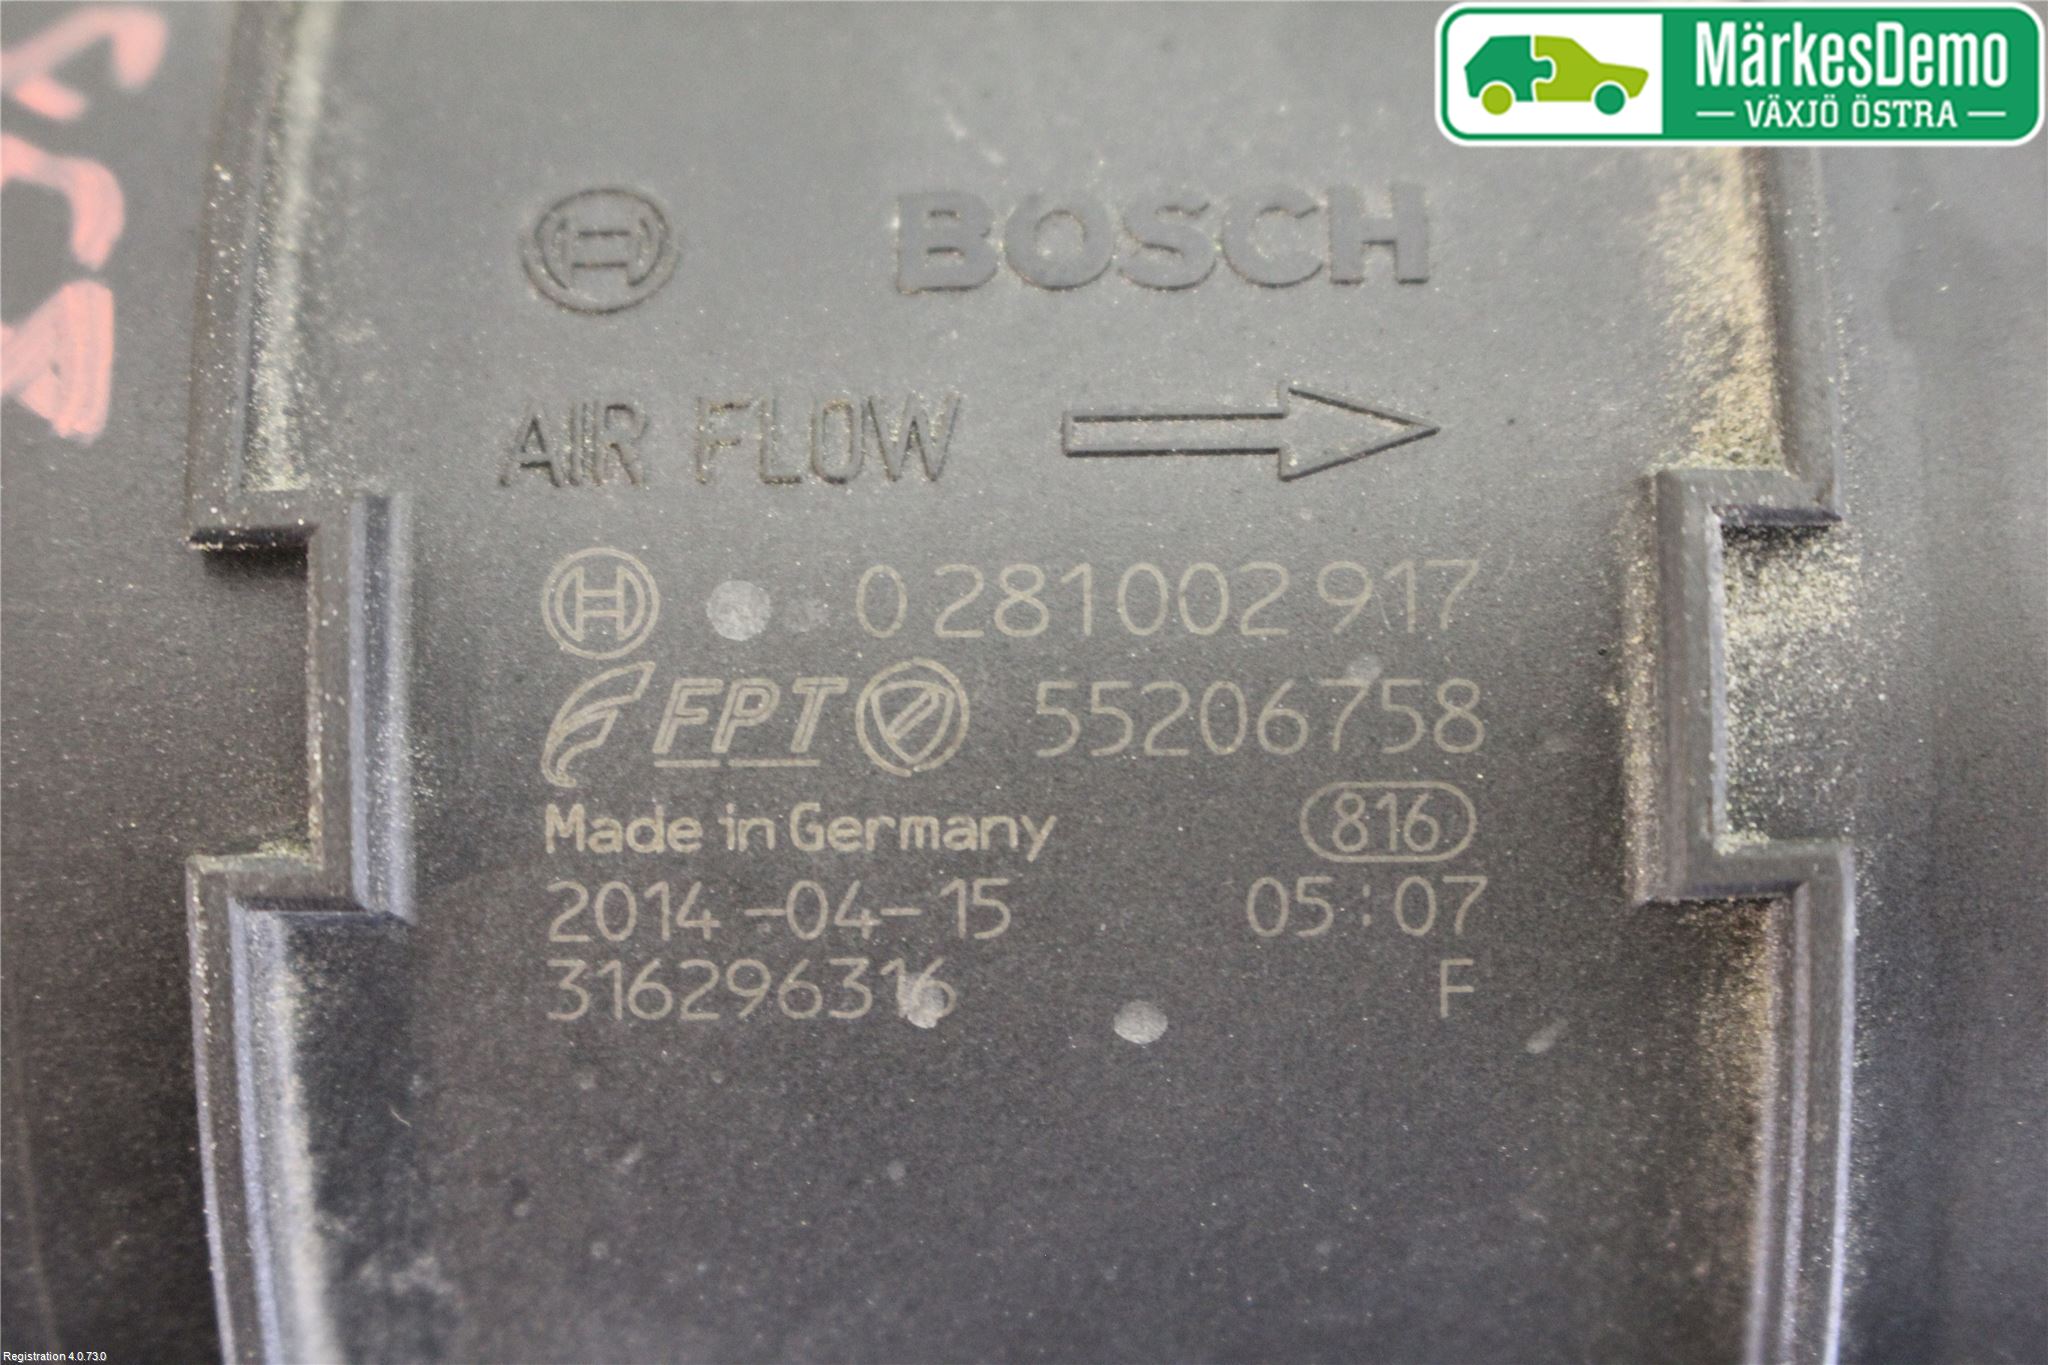 MärkesDemo
— VÄXJÖ ÖSTRA —
BOSCH
AIR FLOW
0 281 002 917
FPT 55206758
Made in Germany 816
2014-04-15 05:07
316296316 F
Registration 4.0.73.0